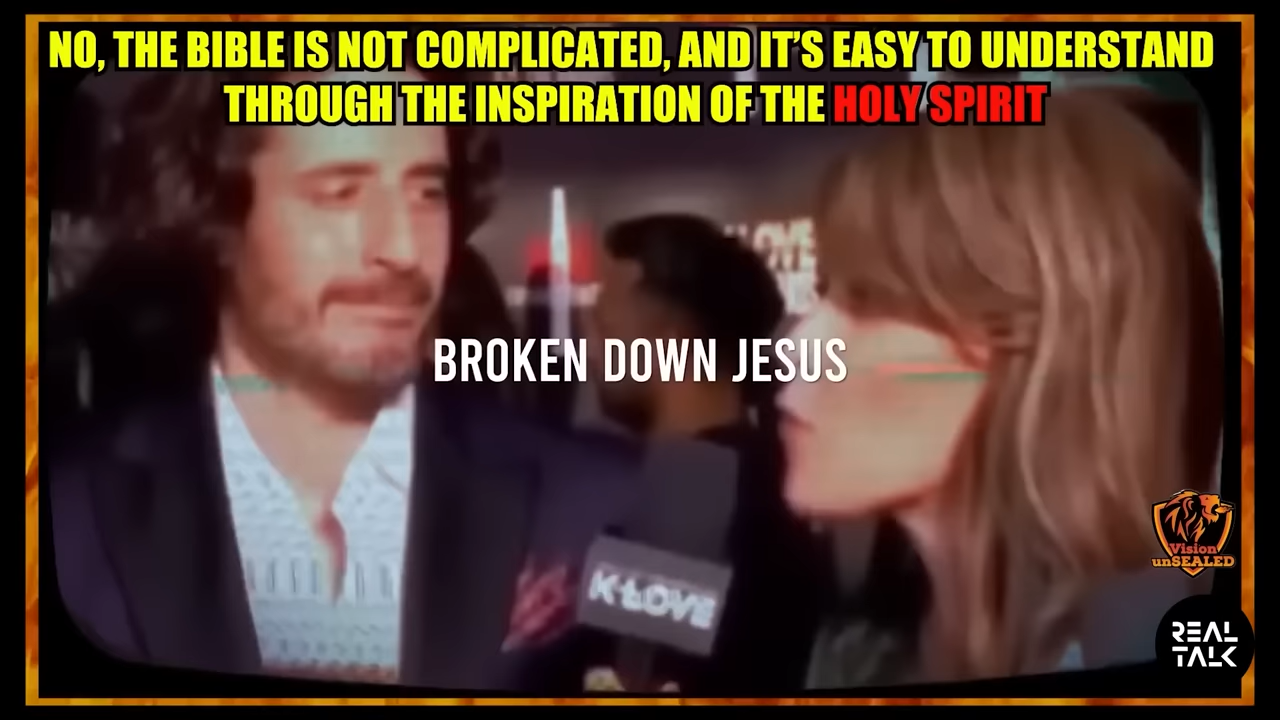 NO, THE BIBLE IS NOT COMPLICATED, AND IT'S EASY TO UNDERSTAND
THROUGH THE INSPIRATION OF THE HOLY SPIRIT
LOVE
BROKEN DOWN JESUS
K-LOVE
Vision
unSEALED
REAL
TALK